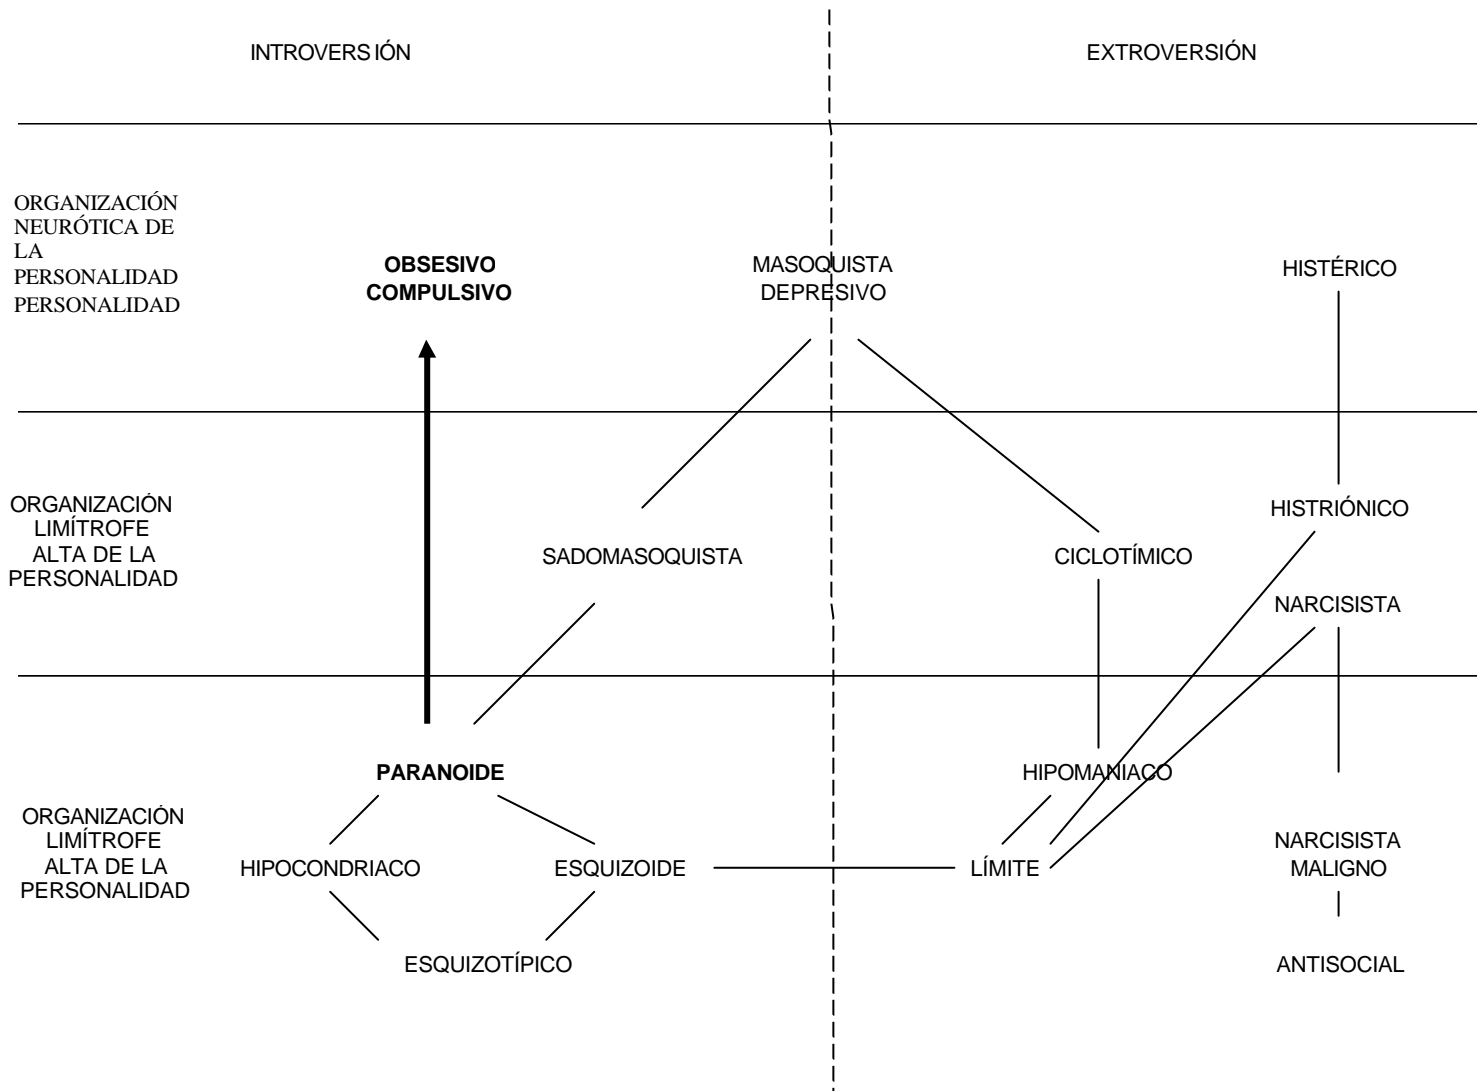 INTROVERSIÓN
EXTROVERSIÓN
ORGANIZACIÓN
NEURÓTICA DE
LA
PERSONALIDAD
PERSONALIDAD
OBSESIVO
COMPULSIVO
MASOQUISTA
DEPRESIVO
HISTÉRICO
ORGANIZACIÓN
LIMÍTROFE
ALTA DE LA
PERSONALIDAD
SADOMASOQUISTA
CICLOTÍMICO
HISTRIÓNICO
NARCISISTA
ORGANIZACIÓN
LIMÍTROFE
ALTA DE LA
PERSONALIDAD
PARANOIDE
HIPOMANIACO
HIPOCONDRIACO
ESQUIZOIDE
LÍMITE
NARCISISTA
MALIGNO
ESQUIZOTÍPICO
ANTISOCIAL